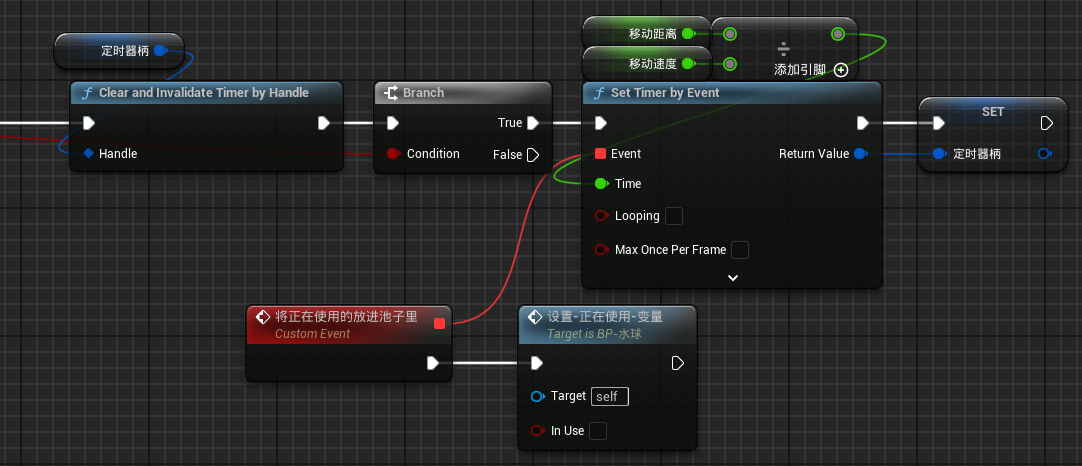 移动距离
定时器柄
移动速度
添加引脚
Clear and Invalidate Timer by Handle
Branch
Set Timer by Event
SET
True
Handle
Condition
False
Event
Return Value
定时器柄
Time
Looping
Max Once Per Frame
将正在使用的放进池子里
Custom Event
设置-正在使用-变量
Target is BP-水球
Target
self
In Use